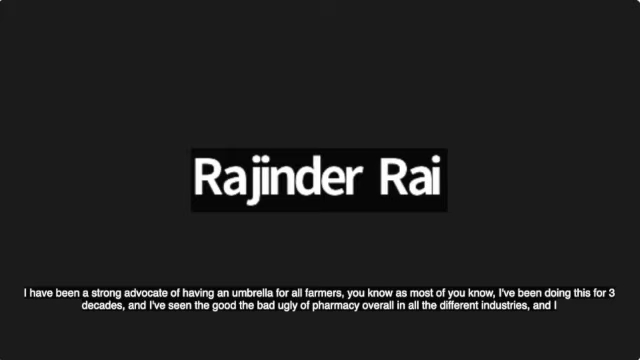 Rajinder Rai
I have been a strong advocate of having an umbrella for all farmers, you know as most of you know, I've been doing this for 3
decades, and I've seen the good the bad ugly of pharmacy overall in all the different industries, and I